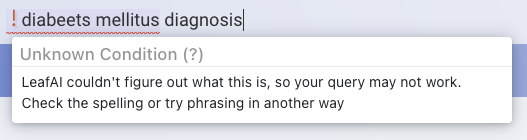 ! diabeets mellitus diagnosis
Unknown Condition (?)
LeafAI couldn't figure out what this is, so your query may not work.
Check the spelling or try phrasing in another way